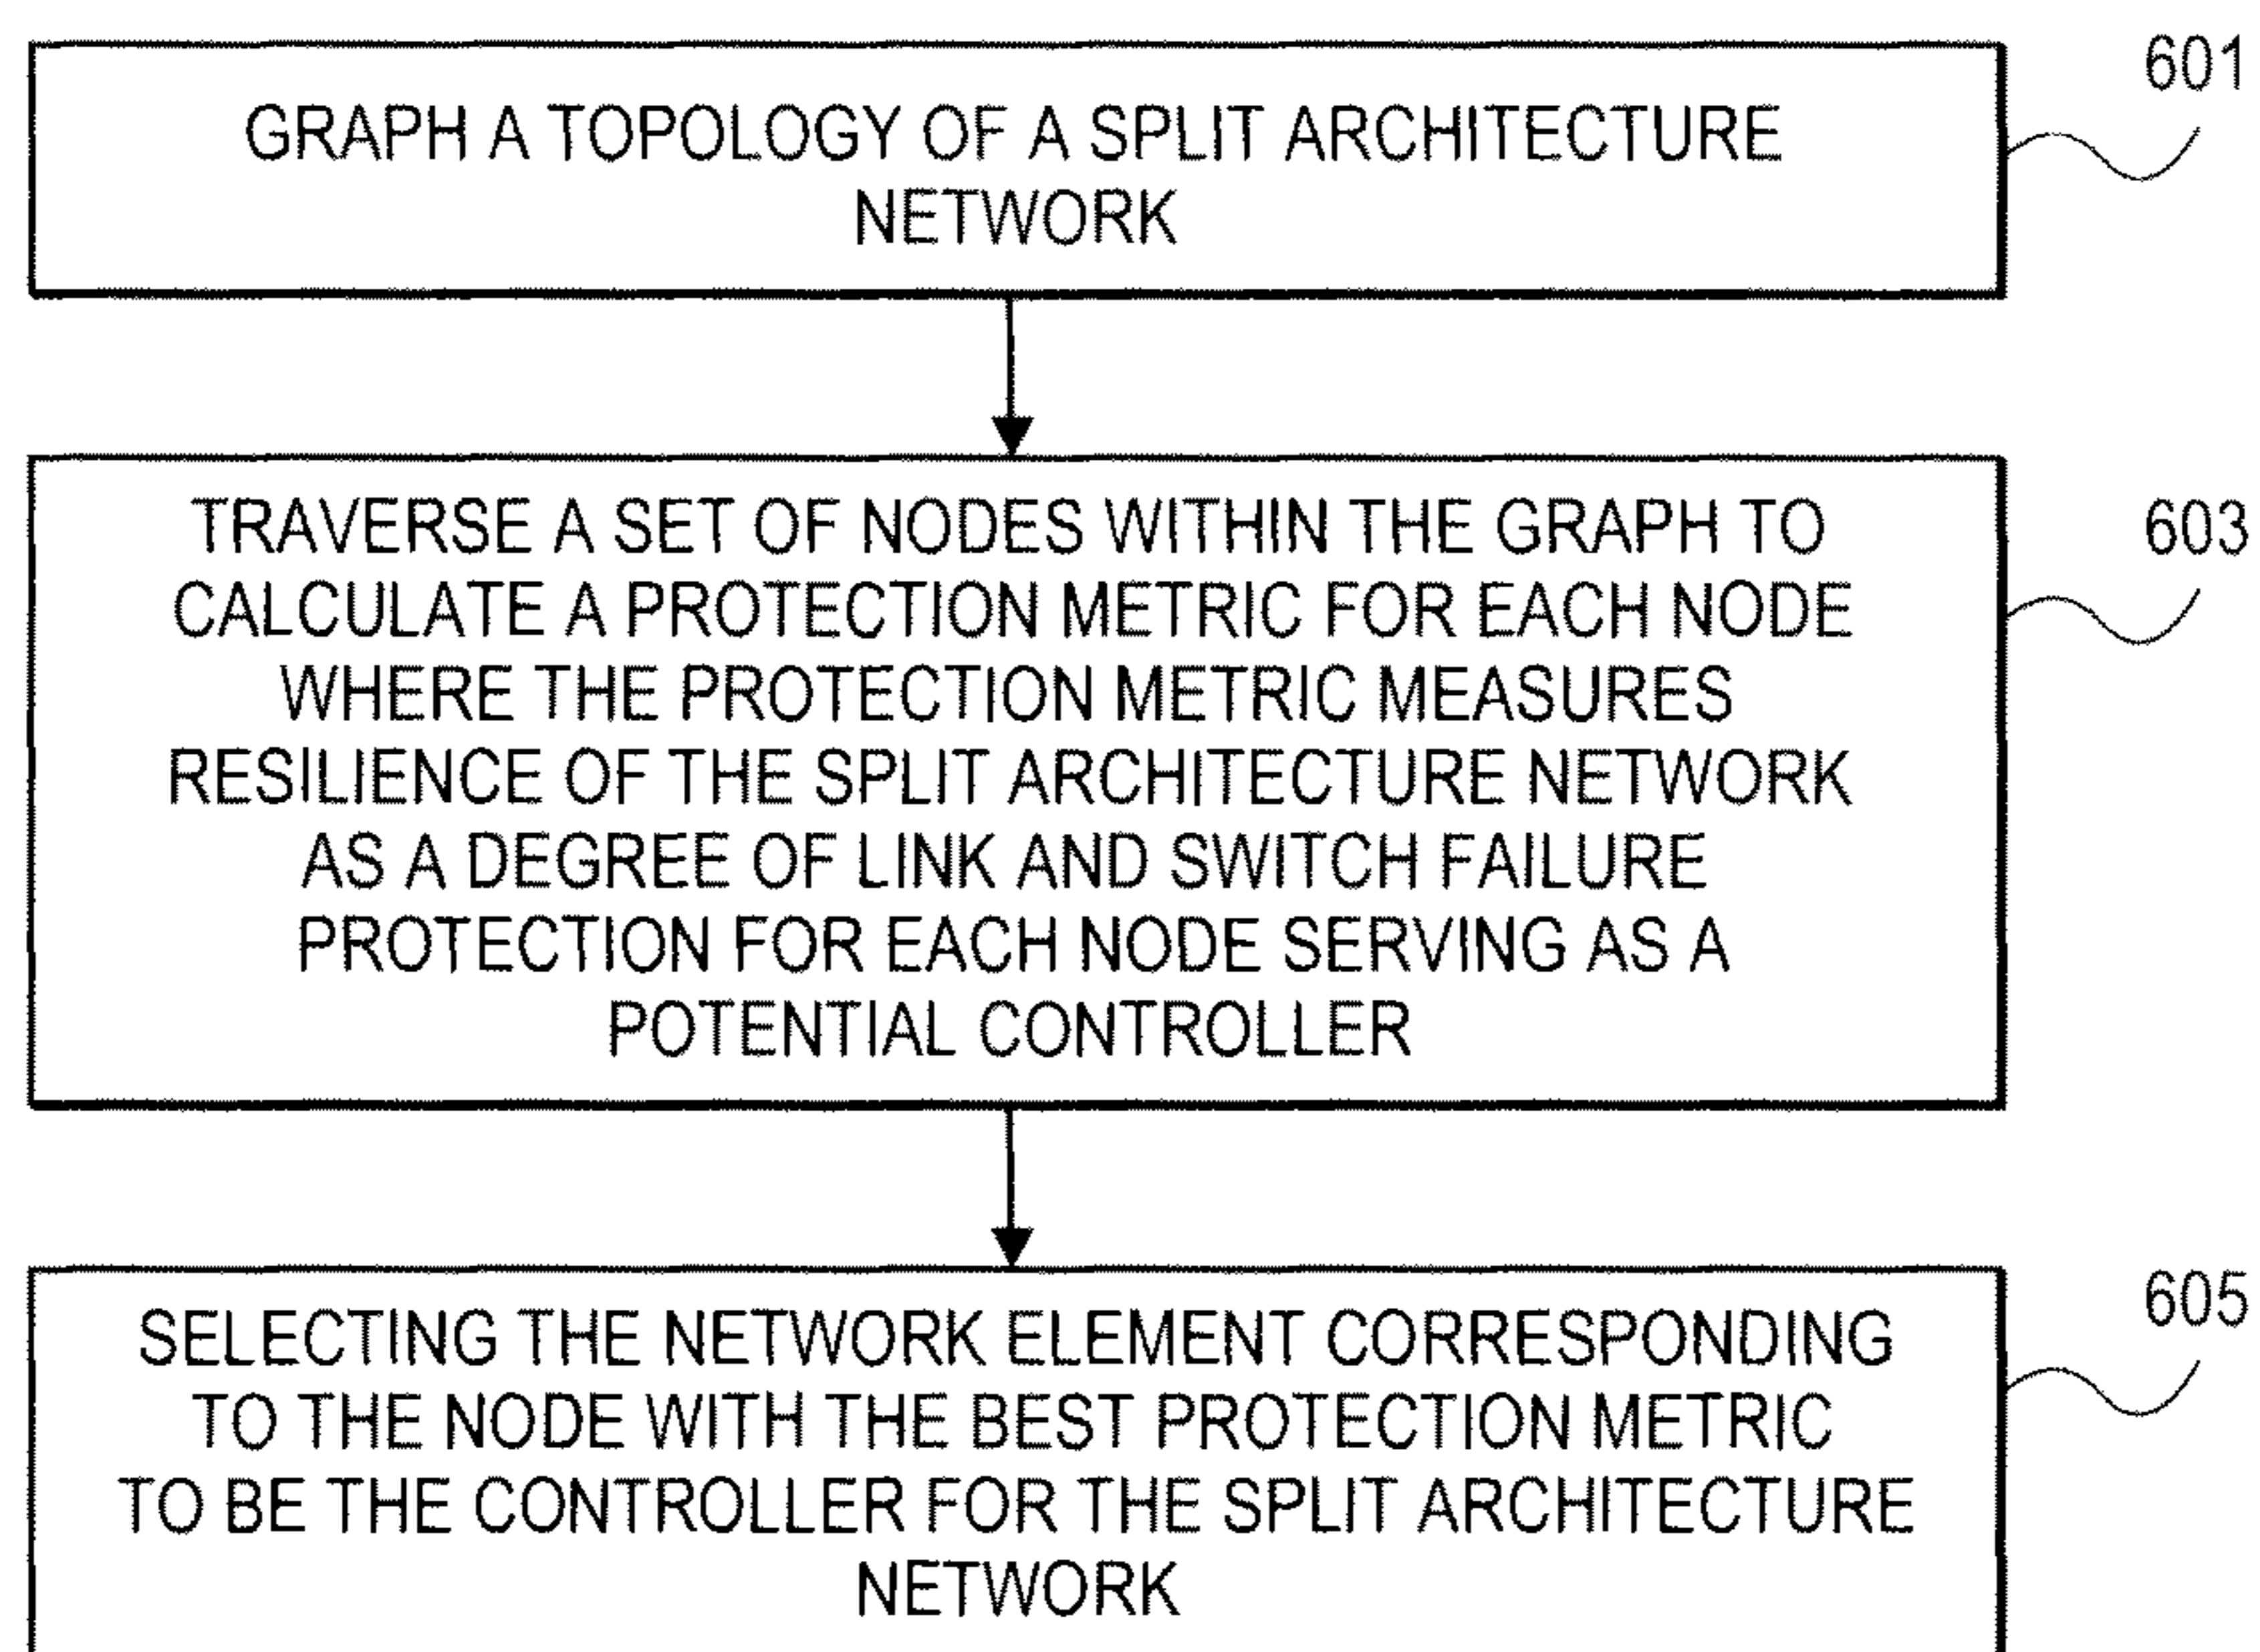 601
GRAPH A TOPOLOGY OF A SPLIT ARCHITECTURE
NETWORK
603
TRAVERSE A SET OF NODES WITHIN THE GRAPH TO
CALCULATE A PROTECTION METRIC FOR EACH NODE
WHERE THE PROTECTION METRIC MEASURES
RESILIENCE OF THE SPLIT ARCHITECTURE NETWORK
AS A DEGREE OF LINK AND SWITCH FAILURE
PROTECTION FOR EACH NODE SERVING AS A
POTENTIAL CONTROLLER
605
SELECTING THE NETWORK ELEMENT CORRESPONDING
TO THE NODE WITH THE BEST PROTECTION METRIC
TO BE THE CONTROLLER FOR THE SPLIT ARCHITECTURE
NETWORK